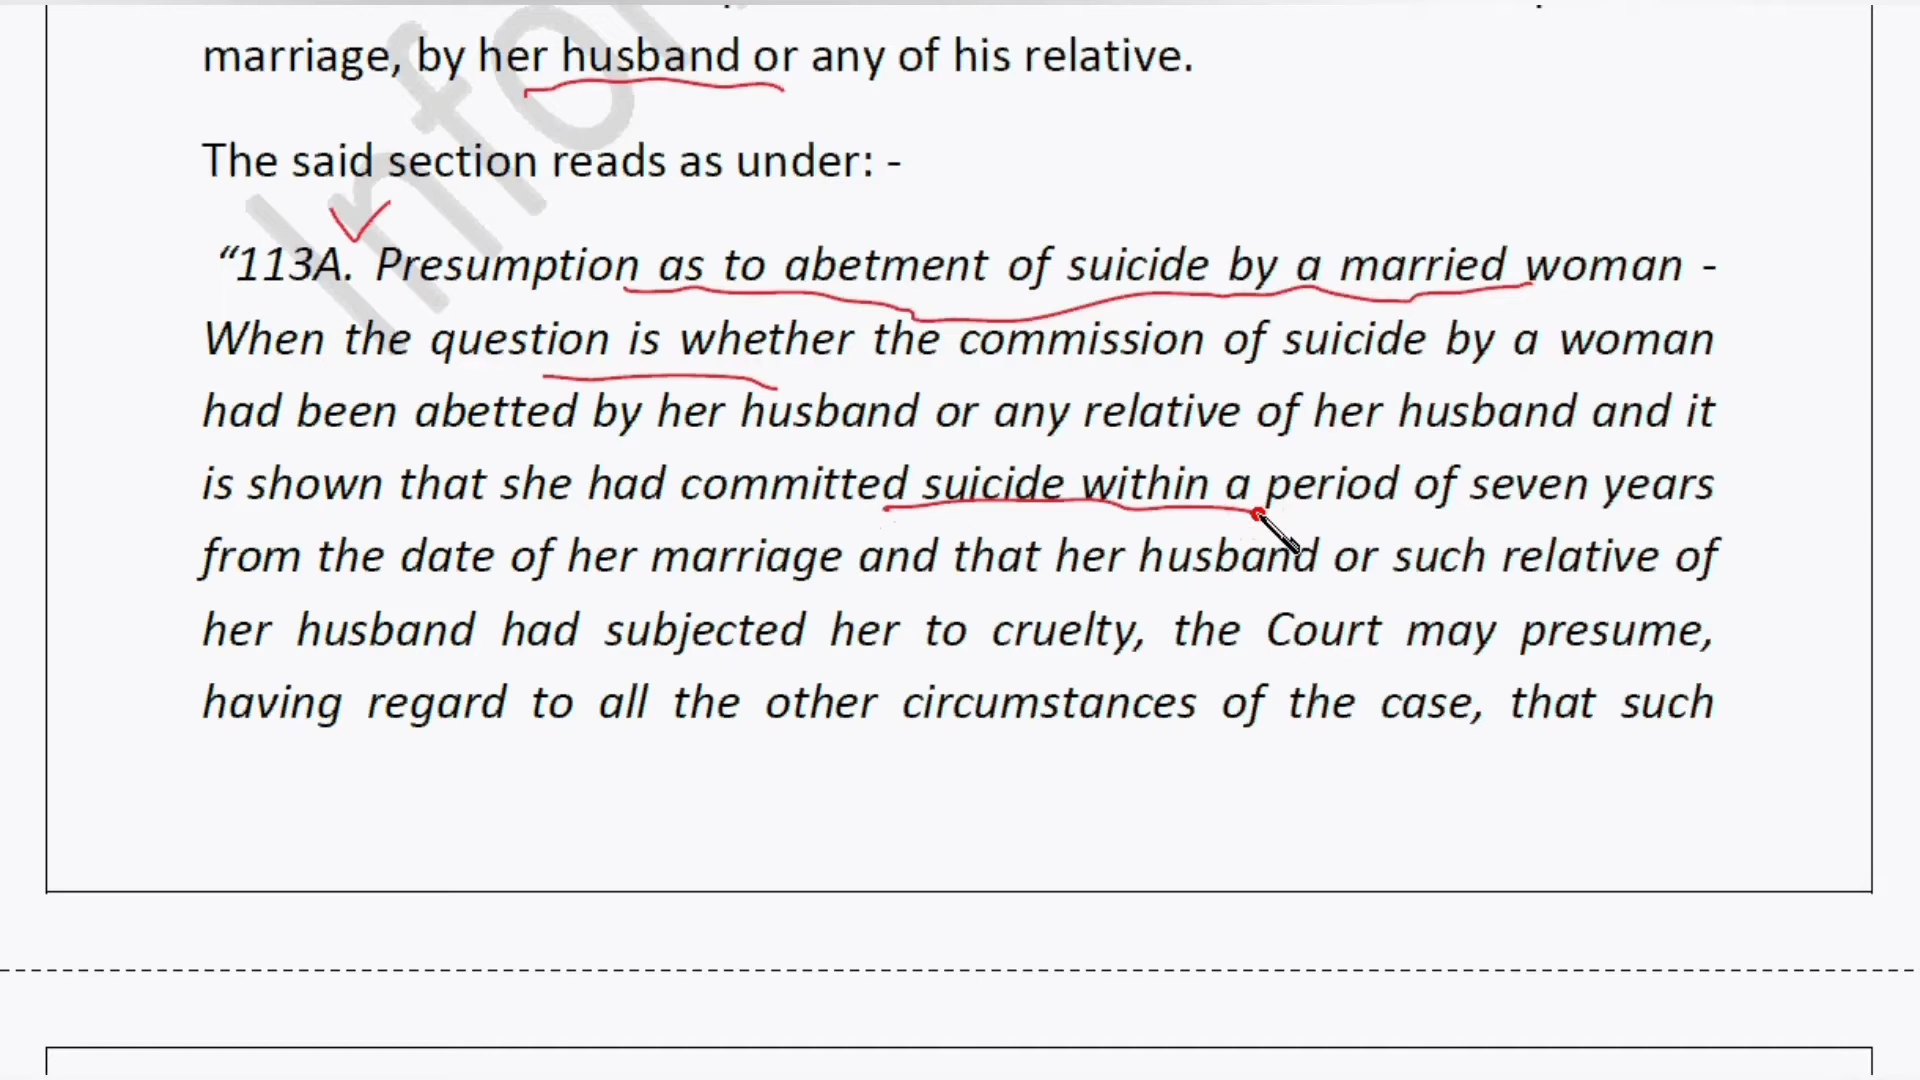 marriage, by her husband or any of his relative.
The said section reads as under: -
“113A. Presumption as to abetment of suicide by a married woman -
When the question is whether the commission of suicide by a woman
had been abetted by her husband or any relative of her husband and it
is shown that she had committed suicide within a period of seven years
from the date of her marriage and that her husband or such relative of
her husband had subjected her to cruelty, the Court may presume,
having regard to all the other circumstances of the case, that such